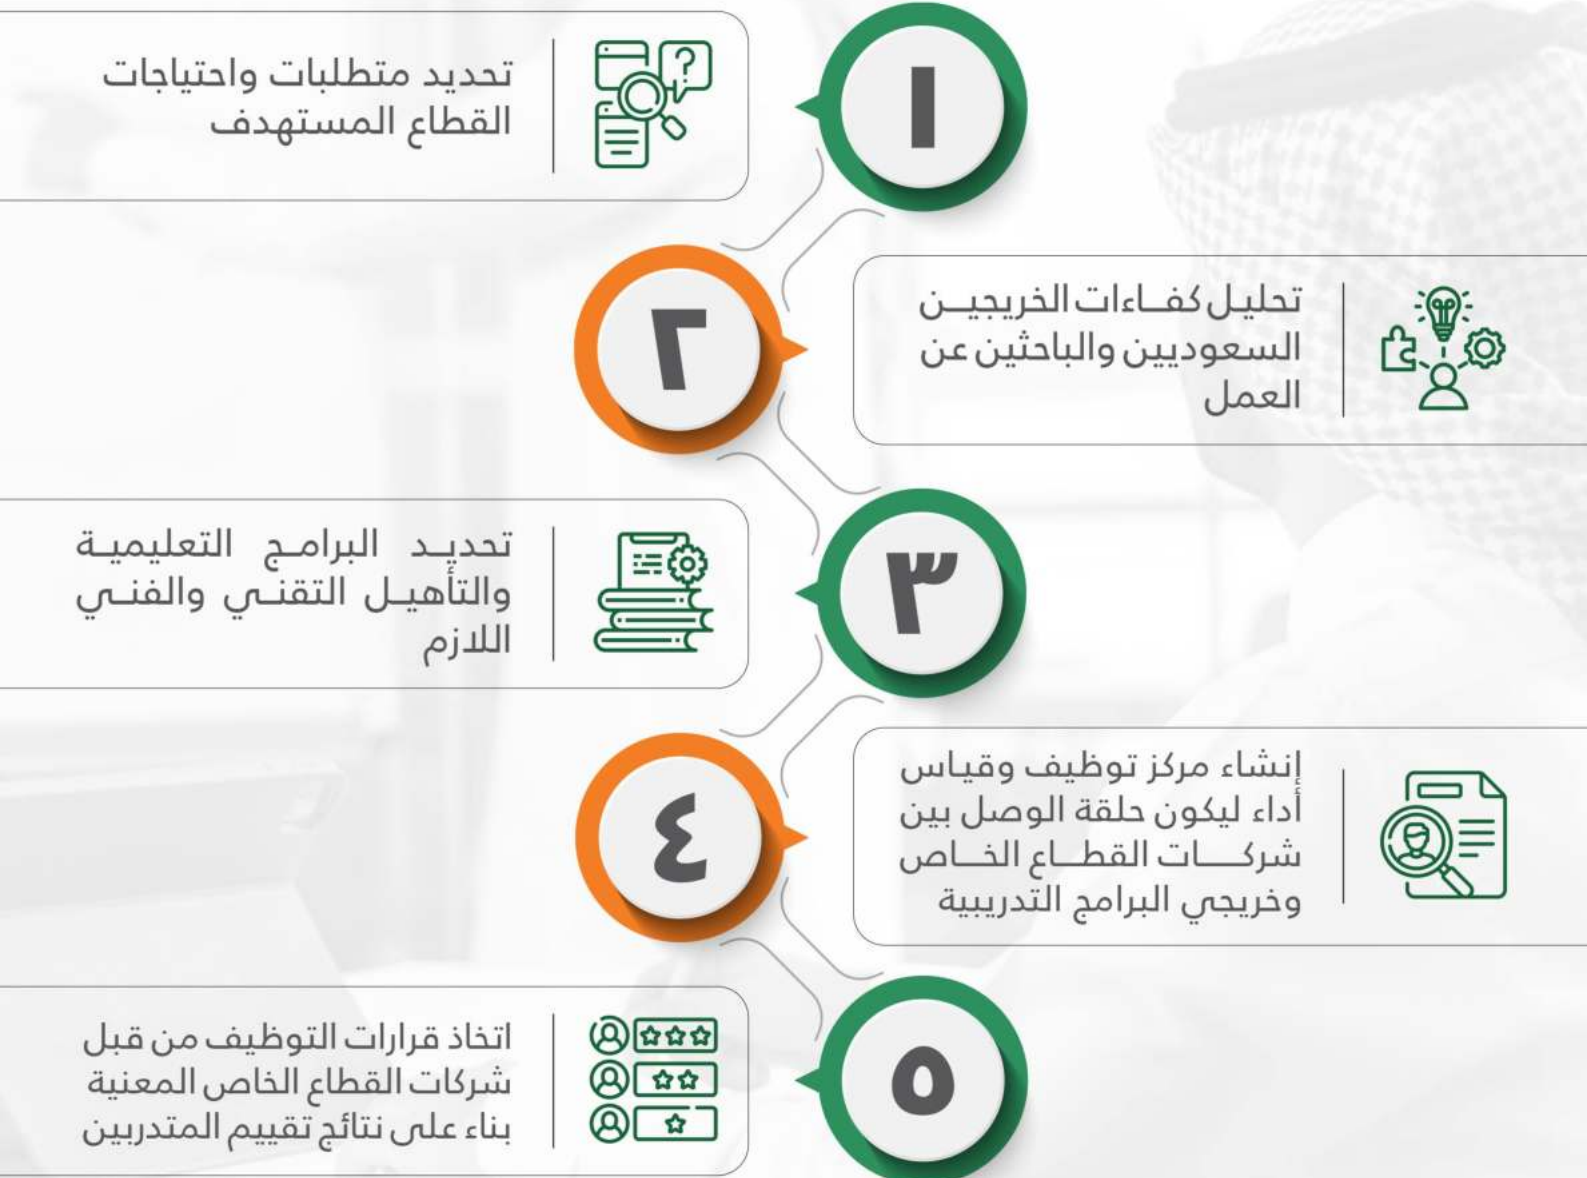 ١
تحديد متطلبات واحتياجات
القطاع المستهدف
٢
تحليل كفاءات الخريجين
السعوديين والباحثين عن
العمل
٣
تحديد البرامج التعليمية
والتأهيل التقني والفني
اللازم
٤
إنشاء مركز توظيف وقياس
أداء ليكون حلقة الوصل بين
شركات القطاع الخاص
وخريجي البرامج التدريبية
٥
اتخاذ قرارات التوظيف من قبل
شركات القطاع الخاص المعنية
بناء على نتائج تقييم المتدربين